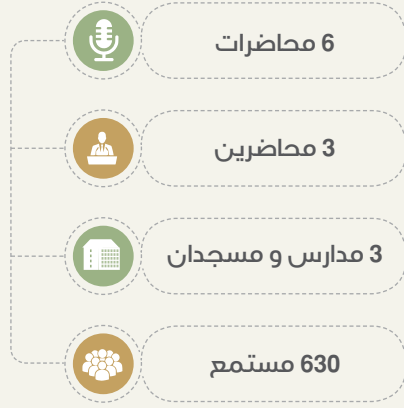 6 محاضرات
3 محاضرين
3 مدارس و مسجدان
630 مستمع